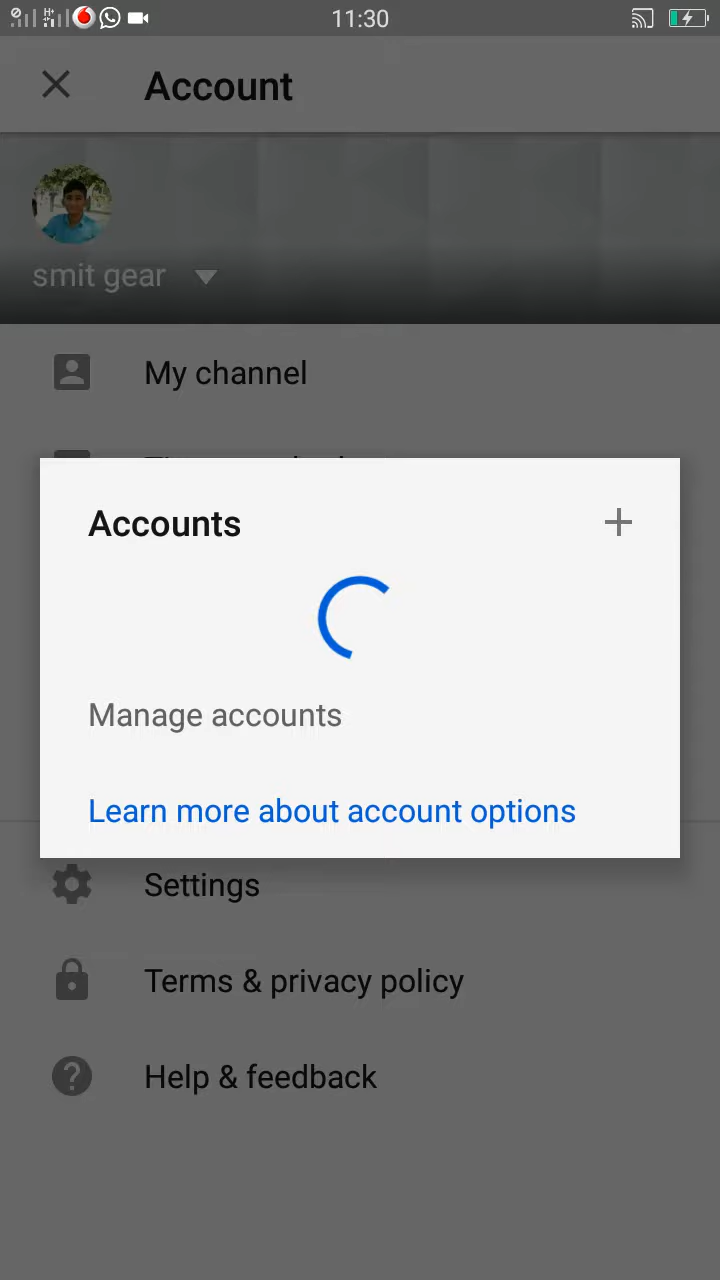 11:30
Account
smit gear
My channel
Accounts
Manage accounts
Learn more about account options
Settings
Terms & privacy policy
Help & feedback